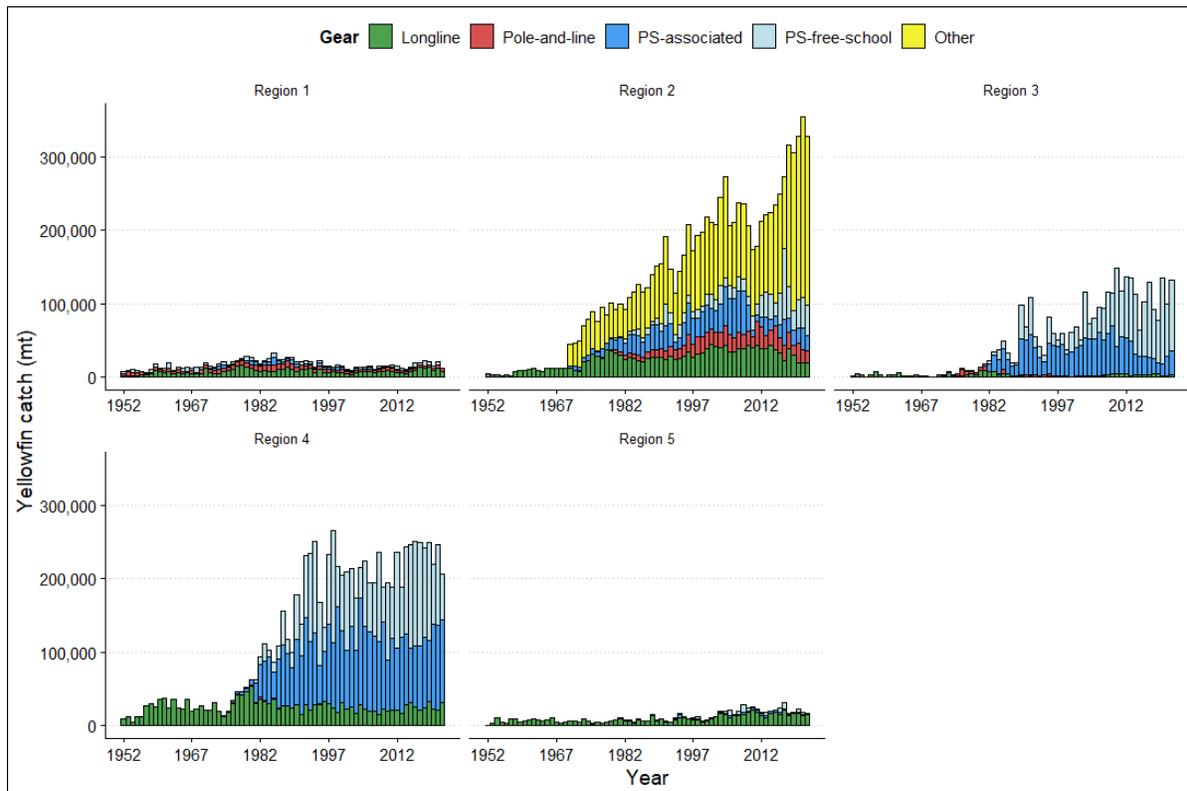 Gear Longline Pole-and-line PS-associated PS-free-school Other
Region 1 Region 2 Region 3
300,000
200,000
100,000
0
1952 1967 1982 1997 2012 1952 1967 1982 1997 2012 1952 1967 1982 1997 2012
Region 4 Region 5
300,000
200,000
100,000
0
1952 1967 1982 1997 2012 1952 1967 1982 1997 2012
Yellowfin catch (mt)
Year